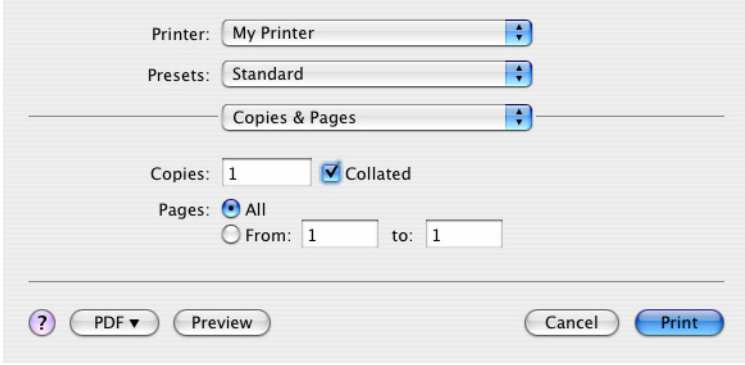 Printer: My Printer
Presets: Standard
Copies & Pages
Copies: 1 Collated
Pages: All
From: 1 to: 1
? PDF ▼ Preview Cancel Print